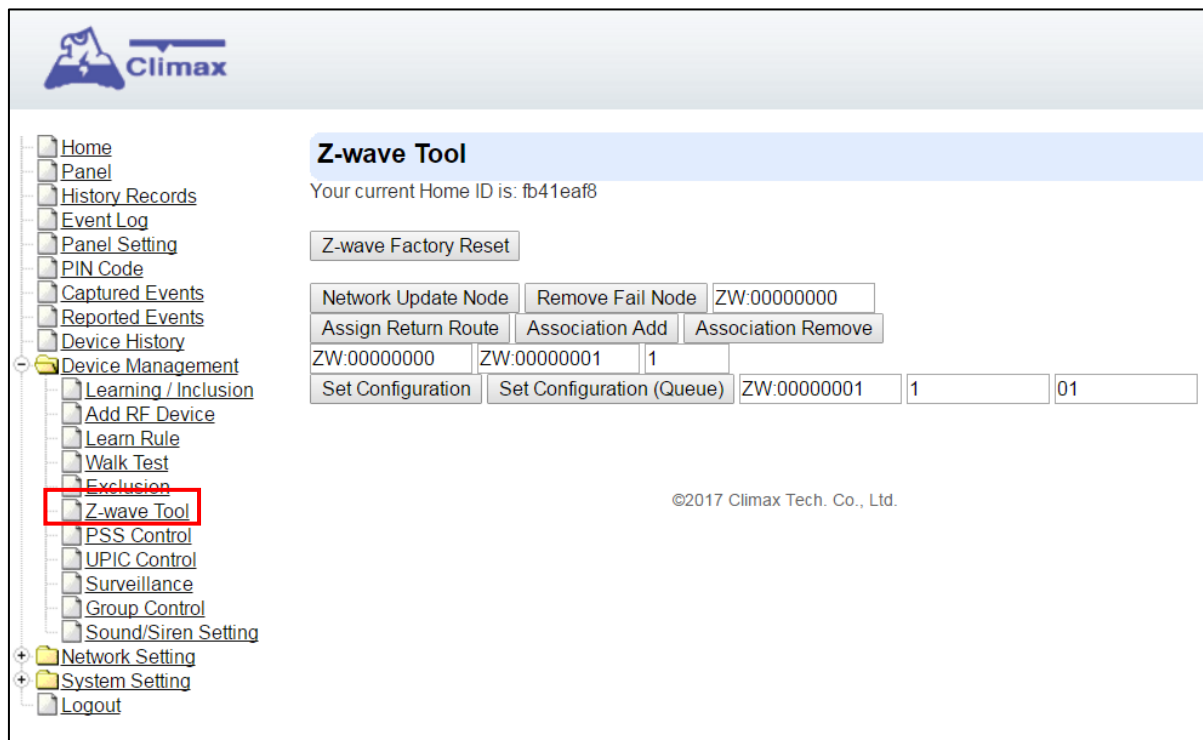 Climax
Home
Panel
History Records
Event Log
Panel Setting
PIN Code
Captured Events
Reported Events
Device History
Device Management
Learning / Inclusion
Add RF Device
Learn Rule
Walk Test
Exclusion
Z-wave Tool
PSS Control
UPIC Control
Surveillance
Group Control
Sound/Siren Setting
Network Setting
System Setting
Logout
Z-wave Tool
Your current Home ID is: fb41eaf8
Z-wave Factory Reset
Network Update Node Remove Fail Node ZW:00000000
Assign Return Route Association Add Association Remove
ZW:00000000 ZW:00000001 1
Set Configuration Set Configuration (Queue) ZW:00000001 1 01
©2017 Climax Tech. Co., Ltd.